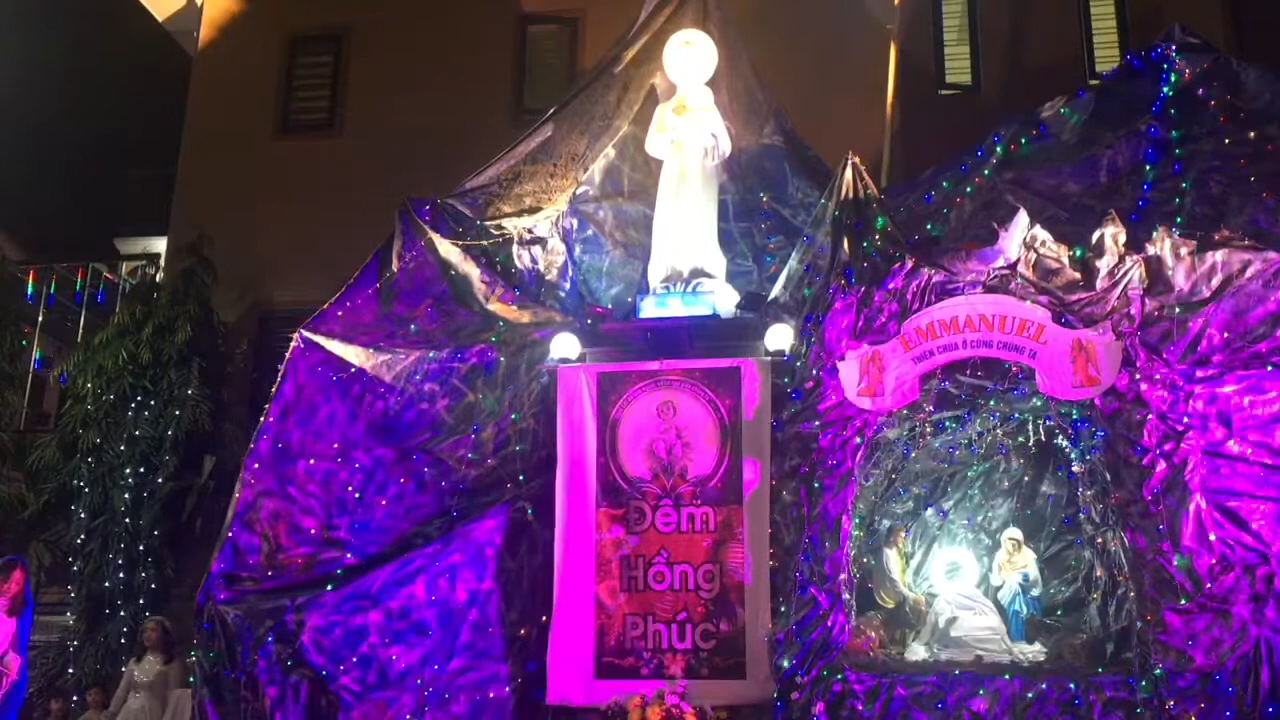 EMMANUEL
THIÊN CHÚA Ở CÙNG CHÚNG TA
Đêm
Hồng
Phúc